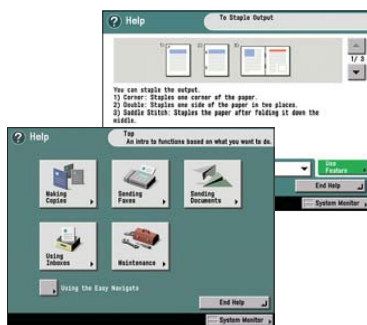 Help
To Staple Output
1)
2)
3)
1/ 3
You can staple the output.
1) Corner: Staples one corner of the paper.
2) Double: Staples one side of the paper in two places.
3) Saddle Stitch: Staples the paper after folding it down the
middle.
Use
Feature
End Help
System Monitor
Help
Top
An intro to functions based on what you want to do.
Making
Copies
Sending
Faxes
Sending
Documents
Using
Inboxes
Maintenance
Using the Easy Navigate
End Help
System Monitor